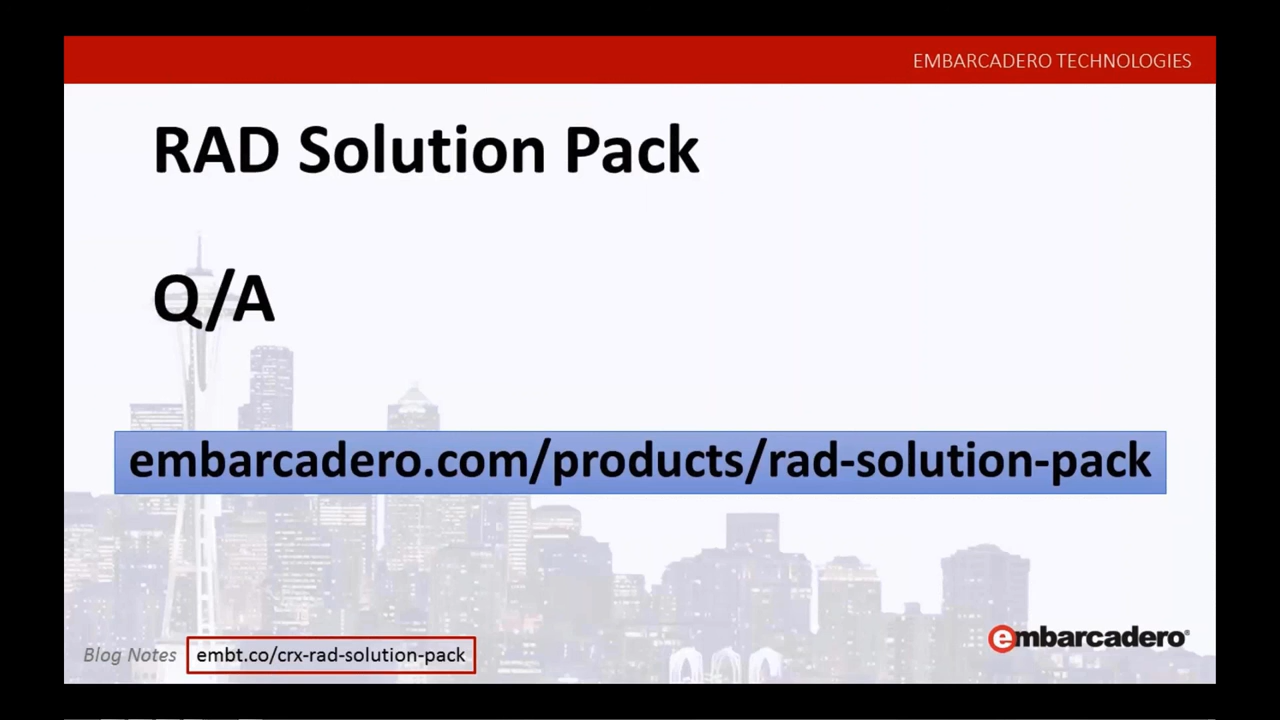 EMBARCADERO TECHNOLOGIES
RAD Solution Pack
Q/A
embarcadero.com/products/rad-solution-pack
Blog Notes embt.co/crx-rad-solution-pack
embarcadero®